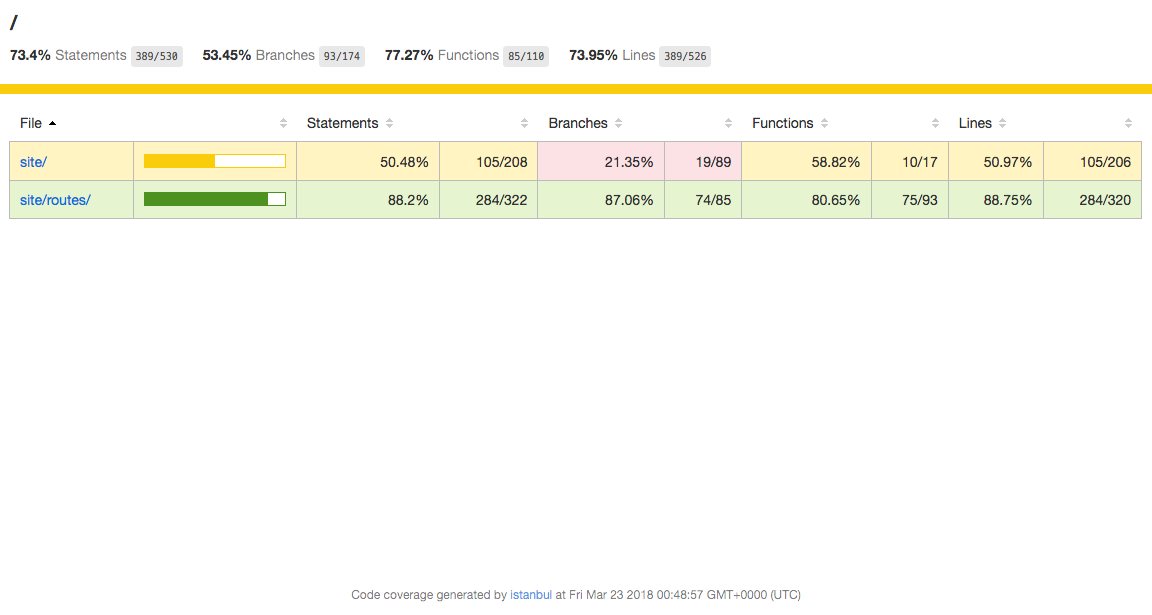 /
73.4% Statements 389/530 53.45% Branches 93/174 77.27% Functions 85/110 73.95% Lines 389/526
File Statements Branches Functions Lines
site/ 50.48% 105/208 21.35% 19/89 58.82% 10/17 50.97% 105/206
site/routes/ 88.2% 284/322 87.06% 74/85 80.65% 75/93 88.75% 284/320
Code coverage generated by istanbul at Fri Mar 23 2018 00:48:57 GMT+0000 (UTC)